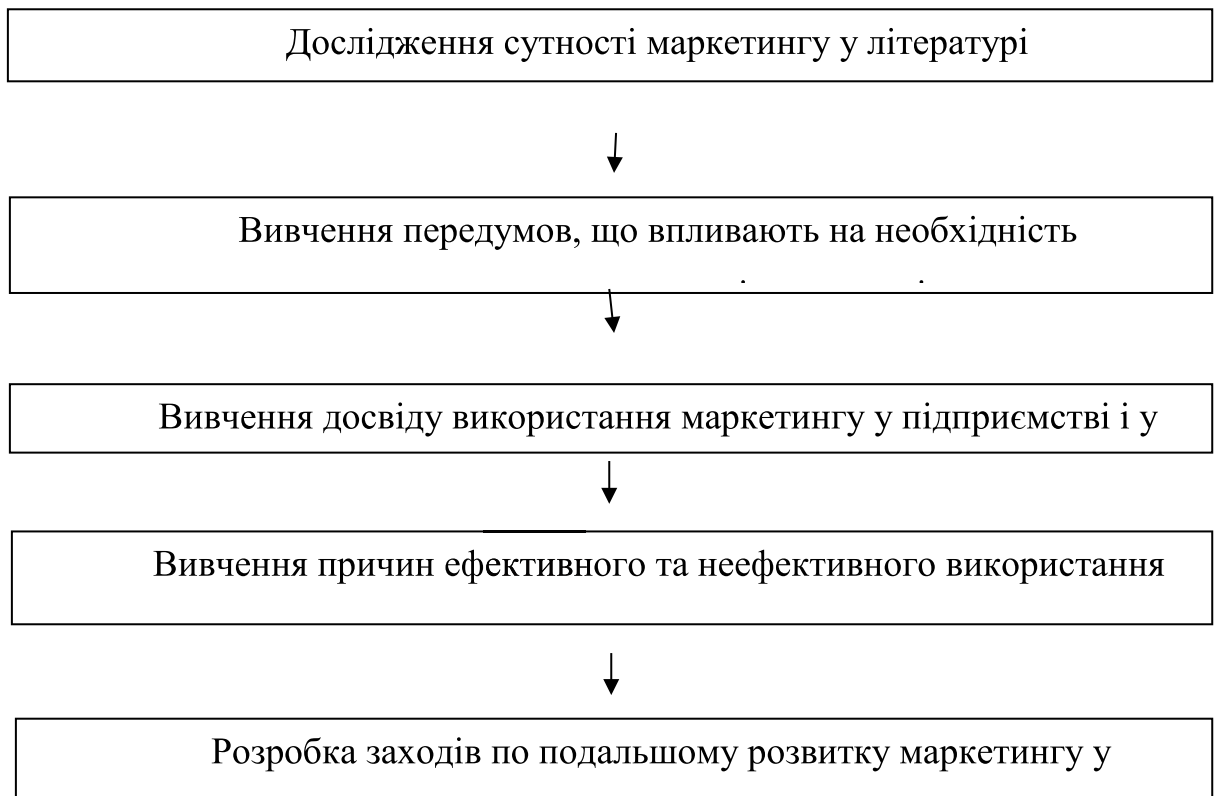 Дослідження сутності маркетингу у літературі
Вивчення передумов, що впливають на необхідність
Вивчення досвіду використання маркетингу у підприємстві і у
Вивчення причин ефективного та неефективного використання
Розробка заходів по подальшому розвитку маркетингу у